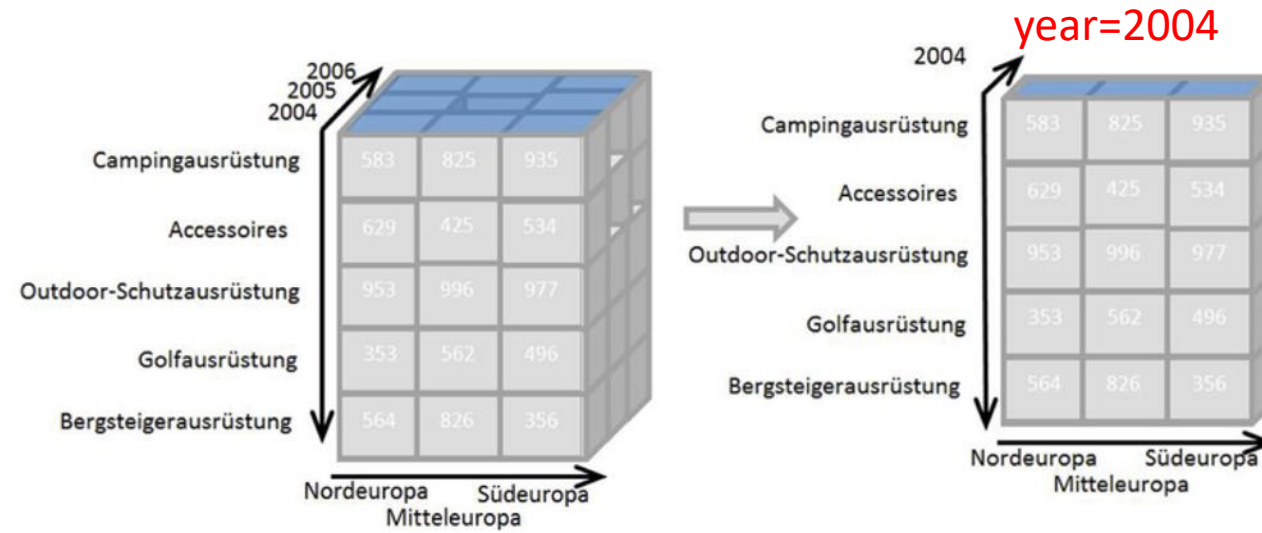 year=2004
2006
2005
2004
Campingausrüstung
583 825 935
Accessoires
629 425 534
Outdoor-Schutzausrüstung
953 996 977
Golfausrüstung
353 562 496
Bergsteigerausrüstung
564 826 356
Nordeuropa Südeuropa
Mitteleuropa
2004
Campingausrüstung
583 825 935
Accessoires
629 425 534
Outdoor-Schutzausrüstung
953 996 977
Golfausrüstung
353 562 496
Bergsteigerausrüstung
564 826 356
Nordeuropa Südeuropa
Mitteleuropa